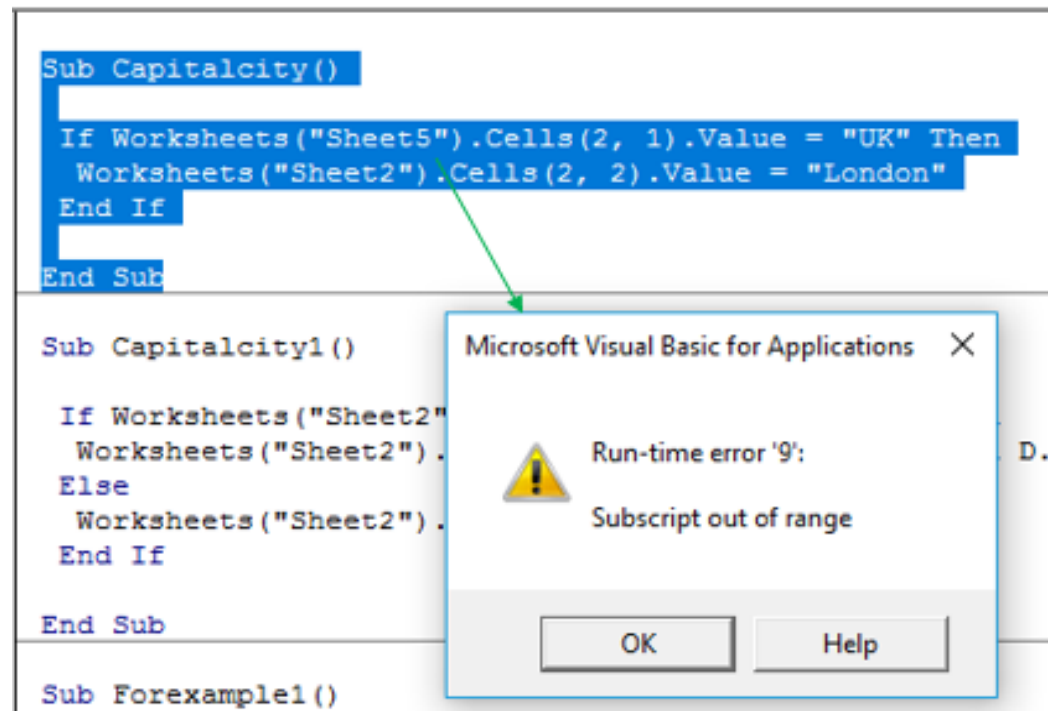 Sub Capitalcity()
If Worksheets("Sheet5").Cells(2, 1).Value = "UK" Then
Worksheets("Sheet2").Cells(2, 2).Value = "London"
End If
End Sub
Sub Capitalcity1()
If Worksheets("Sheet2"
Worksheets("Sheet2"). D.
Else
Worksheets("Sheet2").
End If
End Sub
Sub Forexample1()
Microsoft Visual Basic for Applications
Run-time error '9':
Subscript out of range
OK
Help